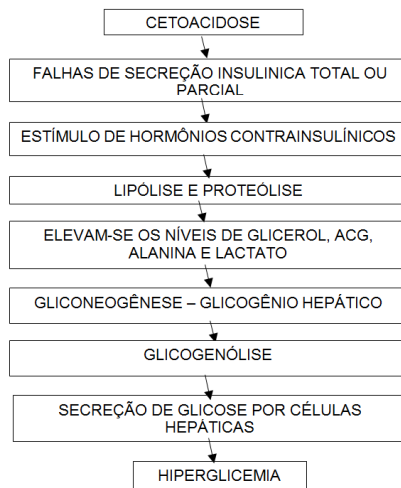 CETOACIDOSE
FALHAS DE SECREÇÃO INSULINICA TOTAL OU
PARCIAL
ESTÍMULO DE HORMÔNIOS CONTRAINSULÍNICOS
LIPÓLISE E PROTEÓLISE
ELEVAM-SE OS NÍVEIS DE GLICEROL, ACG,
ALANINA E LACTATO
GLICONEOGÊNESE – GLICOGÊNIO HEPÁTICO
GLICOGENÓLISE
SECREÇÃO DE GLICOSE POR CÉLULAS
HEPÁTICAS
HIPERGLICEMIA